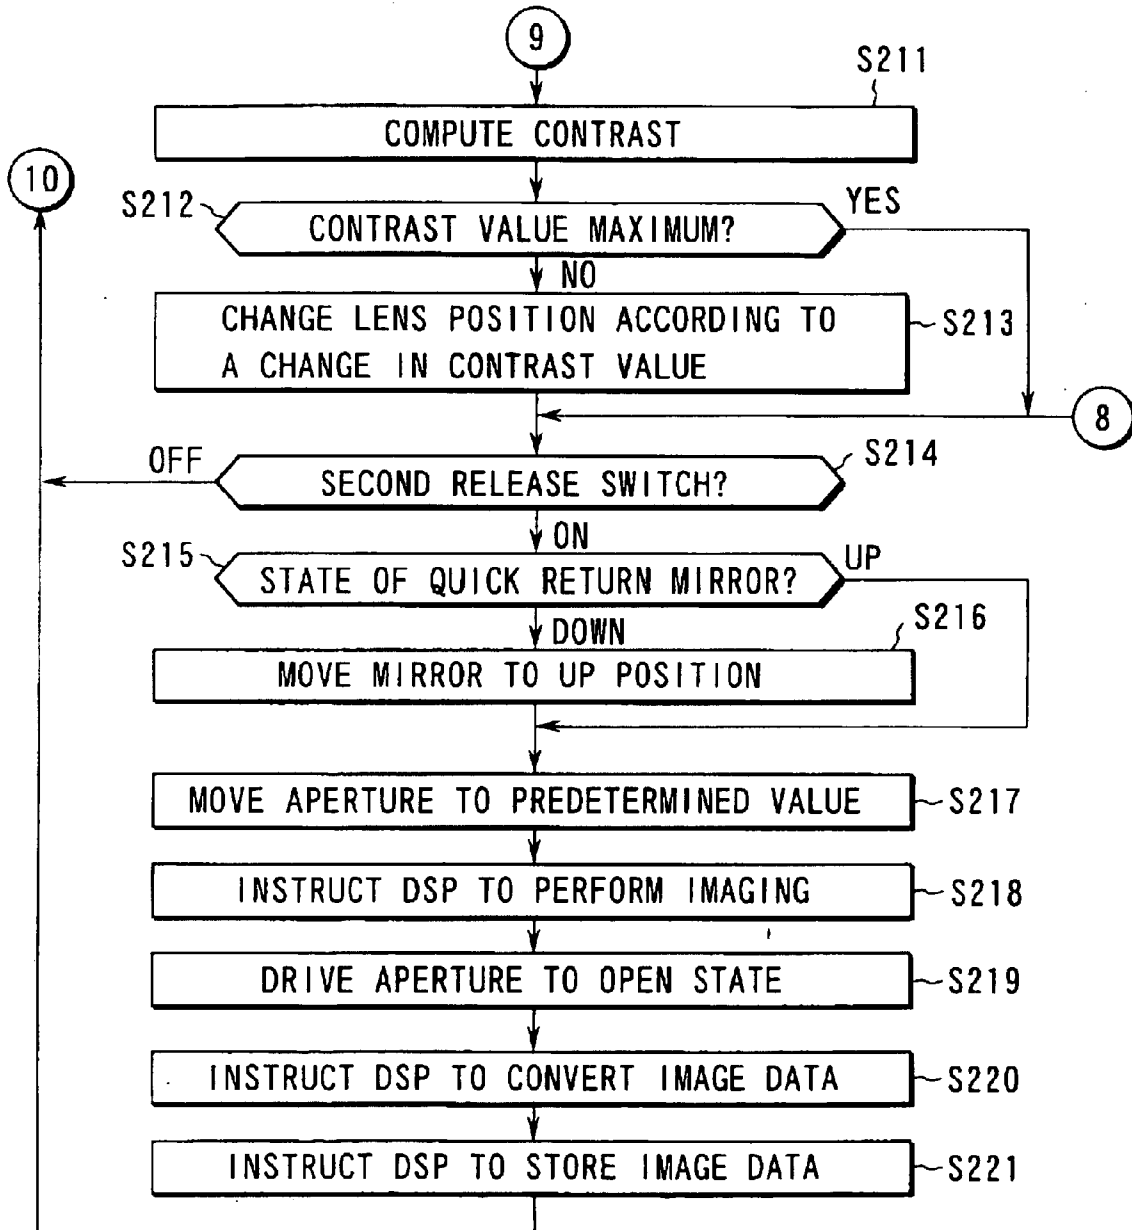 9
S211
COMPUTE CONTRAST
10
S212
CONTRAST VALUE MAXIMUM?
YES
NO
CHANGE LENS POSITION ACCORDING TO
A CHANGE IN CONTRAST VALUE
S213
8
OFF
SECOND RELEASE SWITCH?
S214
ON
S215
STATE OF QUICK RETURN MIRROR?
UP
DOWN
S216
MOVE MIRROR TO UP POSITION
MOVE APERTURE TO PREDETERMINED VALUE
S217
INSTRUCT DSP TO PERFORM IMAGING
S218
DRIVE APERTURE TO OPEN STATE
S219
INSTRUCT DSP TO CONVERT IMAGE DATA
S220
INSTRUCT DSP TO STORE IMAGE DATA
S221